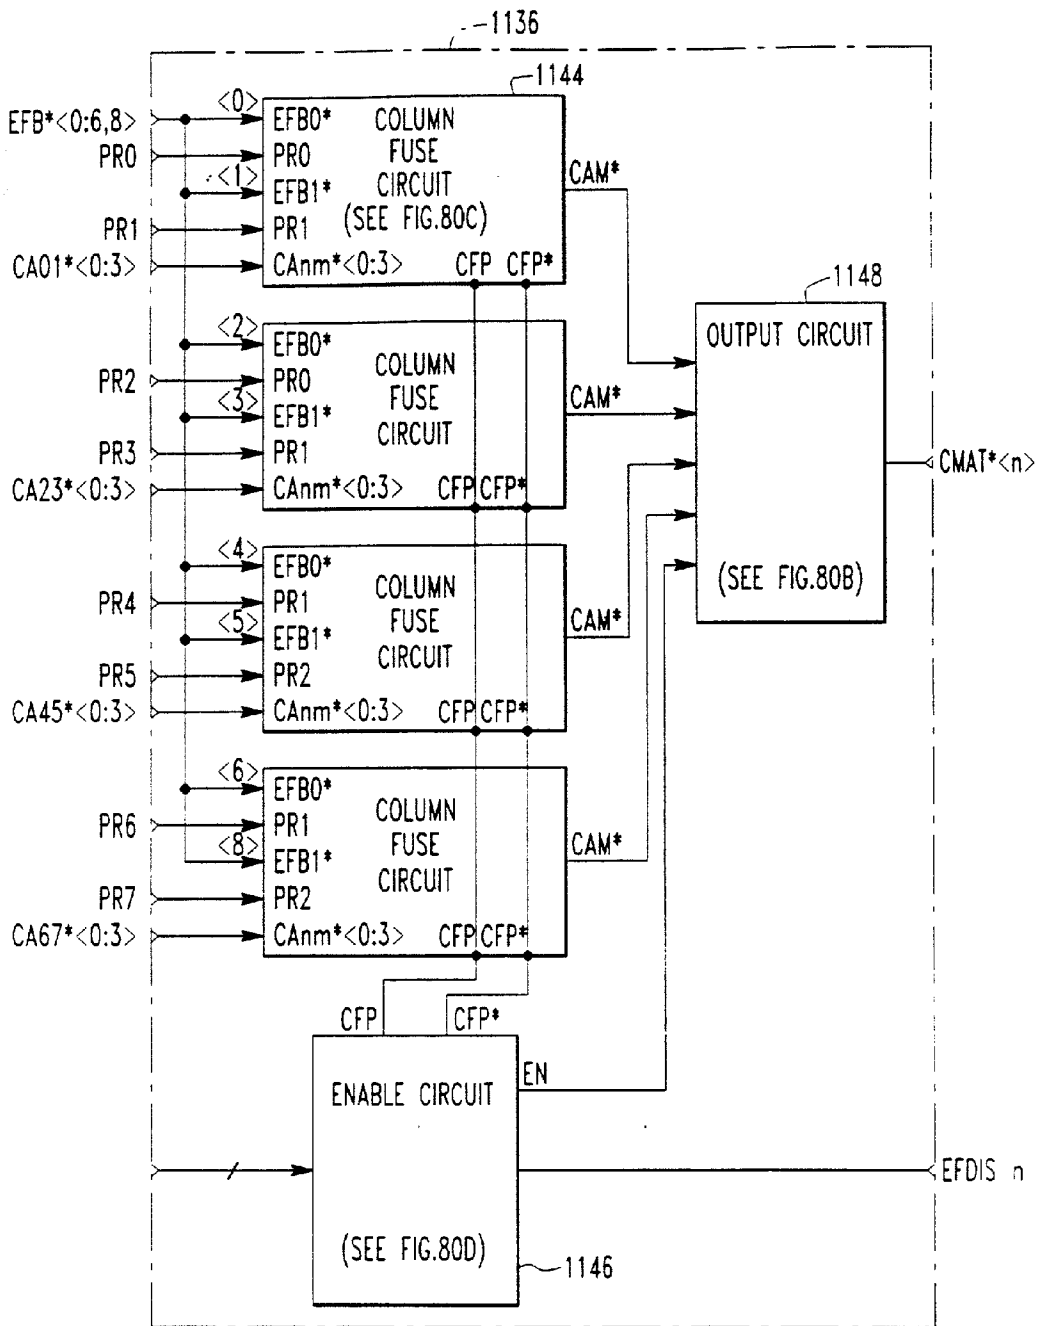 1136
1144
EFB*<0:6,8>
<0>
EFB0*
COLUMN
FUSE
CIRCUIT
(SEE FIG.80C)
PR0
PR0
<1>
EFB1*
PR1
PR1
CA01*<0:3>
CAnm*<0:3>
CFP
CFP*
CAM*
1148
OUTPUT CIRCUIT
(SEE FIG.80B)
CMAT*<n>
<2>
EFB0*
COLUMN
FUSE
CIRCUIT
PR2
PR0
<3>
EFB1*
PR3
PR1
CA23*<0:3>
CAnm*<0:3>
CFP
CFP*
CAM*
<4>
EFB0*
COLUMN
FUSE
CIRCUIT
PR4
PR1
<5>
EFB1*
PR5
PR2
CA45*<0:3>
CAnm*<0:3>
CFP
CFP*
CAM*
<6>
EFB0*
COLUMN
FUSE
CIRCUIT
PR6
PR1
<8>
EFB1*
PR7
PR2
CA67*<0:3>
CAnm*<0:3>
CFP
CFP*
CAM*
CFP
CFP*
ENABLE CIRCUIT
(SEE FIG.80D)
EN
EFDIS n
1146